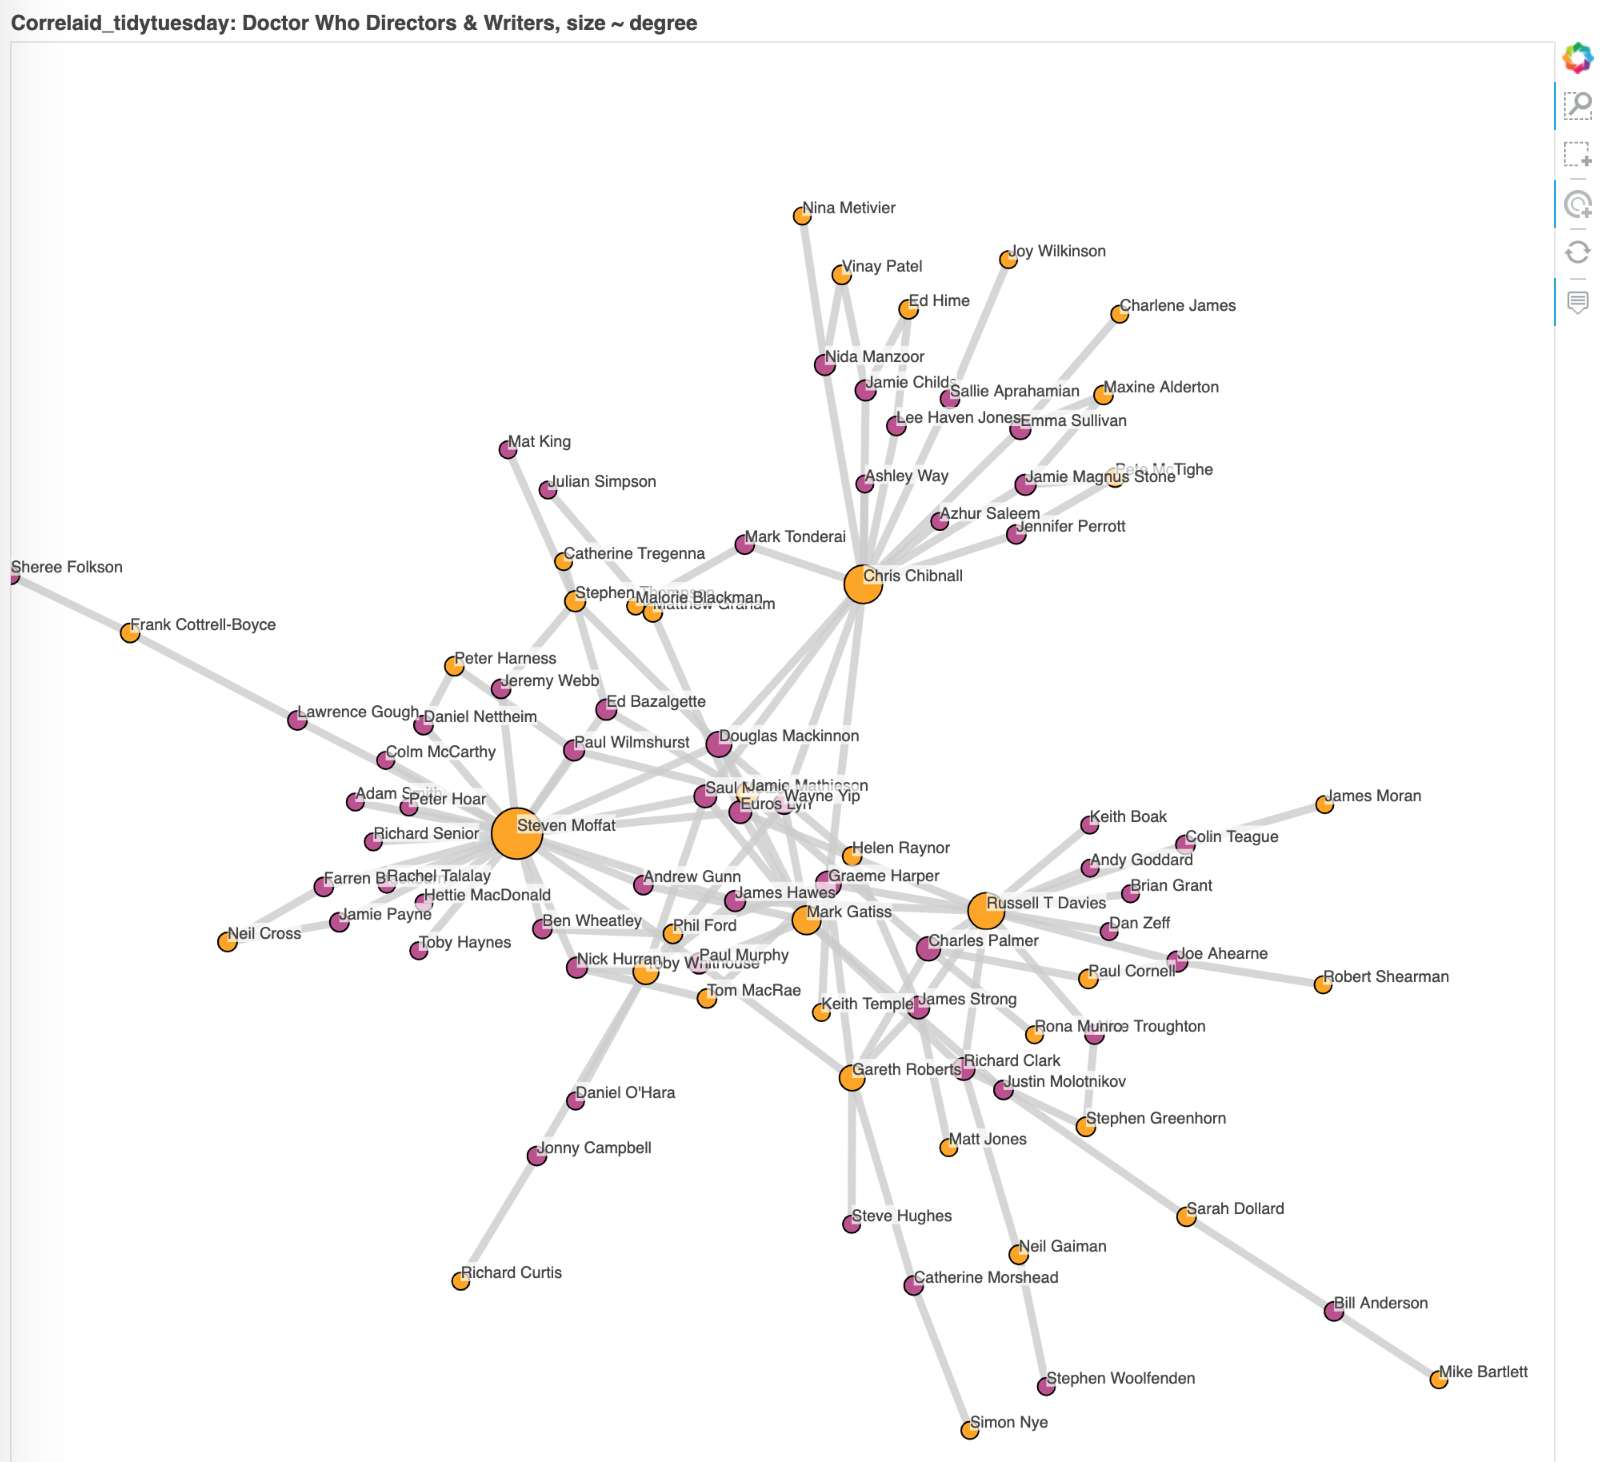 Correlaid_tidytuesday: Doctor Who Directors & Writers, size ~ degree
Nina Metivier
Joy Wilkinson
Vinay Patel
Ed Hime
Charlene James
Nida Manzoor
Jamie Childs
Sallie Aprahamian
Maxine Alderton
Lee Haven Jones
Emma Sullivan
Mat King
Pete McTighe
Ashley Way
Jamie Magnus Stone
Julian Simpson
Azhur Saleem
Jennifer Perrott
Mark Tonderai
Catherine Tregenna
Sheree Folkson
Chris Chibnall
Stephen Thompson
Malorie Blackman
Matthew Graham
Frank Cottrell-Boyce
Peter Harness
Jeremy Webb
Ed Bazalgette
Lawrence Gough
Daniel Nettheim
Douglas Mackinnon
Paul Wilmshurst
Colm McCarthy
Saul
Jamie Mathieson
Adam Smith
Peter Hoar
Wayne Yip
James Moran
Euros Lyn
Keith Boak
Steven Moffat
Richard Senior
Colin Teague
Helen Raynor
Andy Goddard
Farren
Rachel Talalay
Andrew Gunn
Graeme Harper
Brian Grant
Hettie MacDonald
James Hawes
Russell T Davies
Jamie Payne
Ben Wheatley
Mark Gatiss
Phil Ford
Dan Zeff
Neil Cross
Toby Haynes
Charles Palmer
Nick Hurran
Toby Whithouse
Paul Murphy
Joe Ahearne
Paul Cornell
Robert Shearman
Tom MacRae
Keith Temple
James Strong
Rona Munro
Alice Troughton
Gareth Roberts
Richard Clark
Justin Molotnikov
Daniel O'Hara
Stephen Greenhorn
Matt Jones
Jonny Campbell
Steve Hughes
Sarah Dollard
Neil Gaiman
Richard Curtis
Catherine Morshead
Bill Anderson
Stephen Woolfenden
Mike Bartlett
Simon Nye